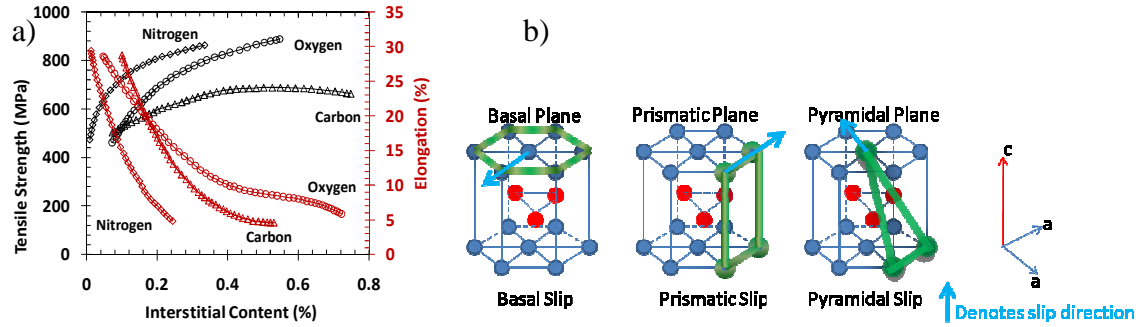 a)
b)
1000
800
600
400
200
0
Tensile Strength (MPa)
35
30
25
20
15
10
5
0
Elongation (%)
0 0.2 0.4 0.6 0.8
Interstitial Content (%)
Nitrogen
Oxygen
Carbon
Oxygen
Nitrogen
Carbon
Basal Plane
Prismatic Plane
Pyramidal Plane
Basal Slip
Prismatic Slip
Pyramidal Slip
c
a
a
Denotes slip direction